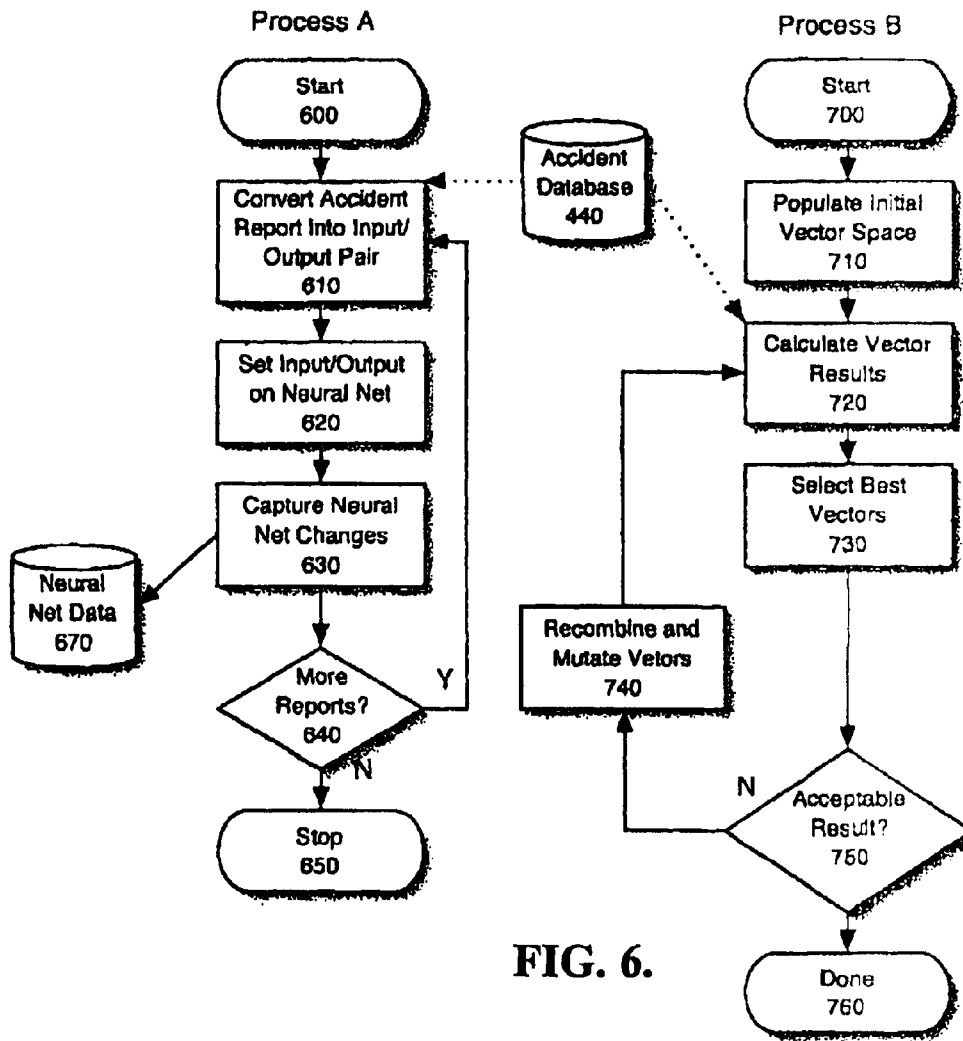 Process A
Start
600
Convert Accident
Report Into Input/
Output Pair
610
Set Input/Output
on Neural Net
620
Capture Neural
Net Changes
630
Neural
Net Data
670
More
Reports?
640
Y
N
Stop
650
Accident
Database
440
Process B
Start
700
Populate Initial
Vector Space
710
Calculate Vector
Results
720
Select Best
Vectors
730
Recombine and
Mutate Vetors
740
N
Acceptable
Result?
750
Done
760
FIG. 6.